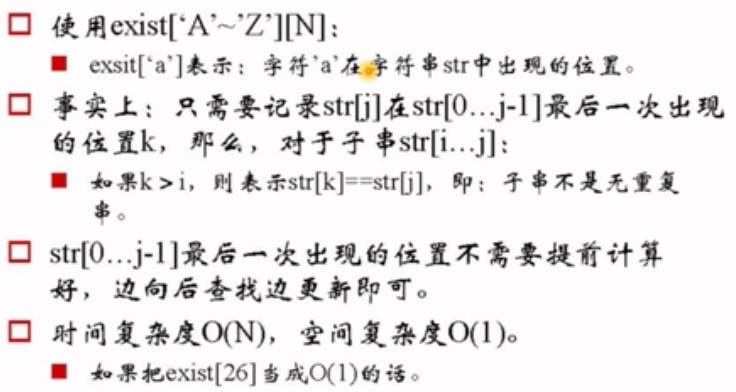 使用exist['A'~'Z'][N]:
exsit['a']表示:字符'a'在字符串str中出现的位置。
事实上:只需要记录str[j]在str[0…j-1]最后一次出现
的位置k,那么,对于子串str[i…j]:
如果k>i,则表示str[k]==str[j],即:子串不是无重复
串。
str[0…j-1]最后一次出现的位置不需要提前计算
好,边向后查找边更新即可。
时间复杂度O(N),空间复杂度O(1)。
如果把exist[26]当成O(1)的话。